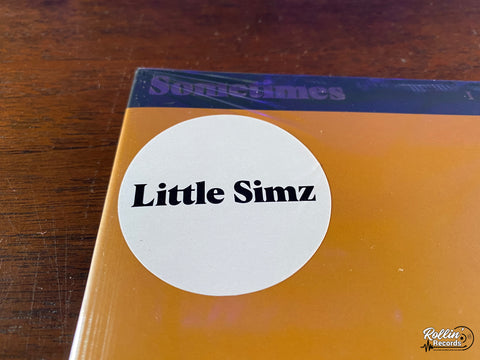 Sometimes
Little Simz
Rollin'
Records